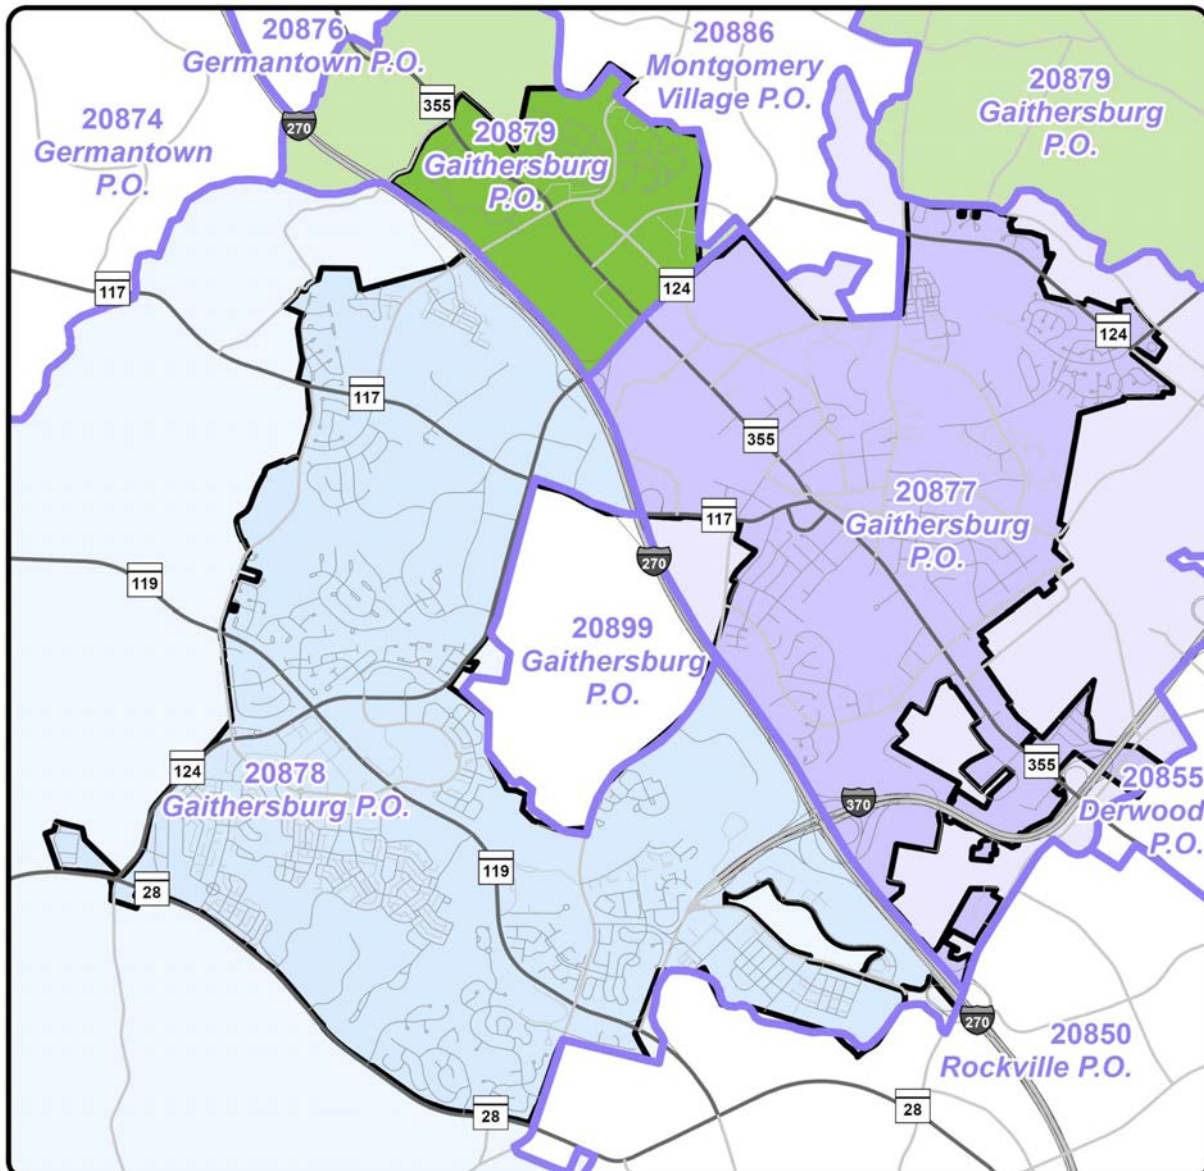 20876
Germantown P.O.
20886
Montgomery
Village P.O.
20879
Gaithersburg
P.O.
20874
Germantown
P.O.
355
270
20879
Gaithersburg
P.O.
117
124
124
117
355
20877
Gaithersburg
P.O.
117
270
119
20899
Gaithersburg
P.O.
124
20878
Gaithersburg P.O.
355
370
20855
Derwood
P.O.
119
28
270
20850
Rockville P.O.
28
28